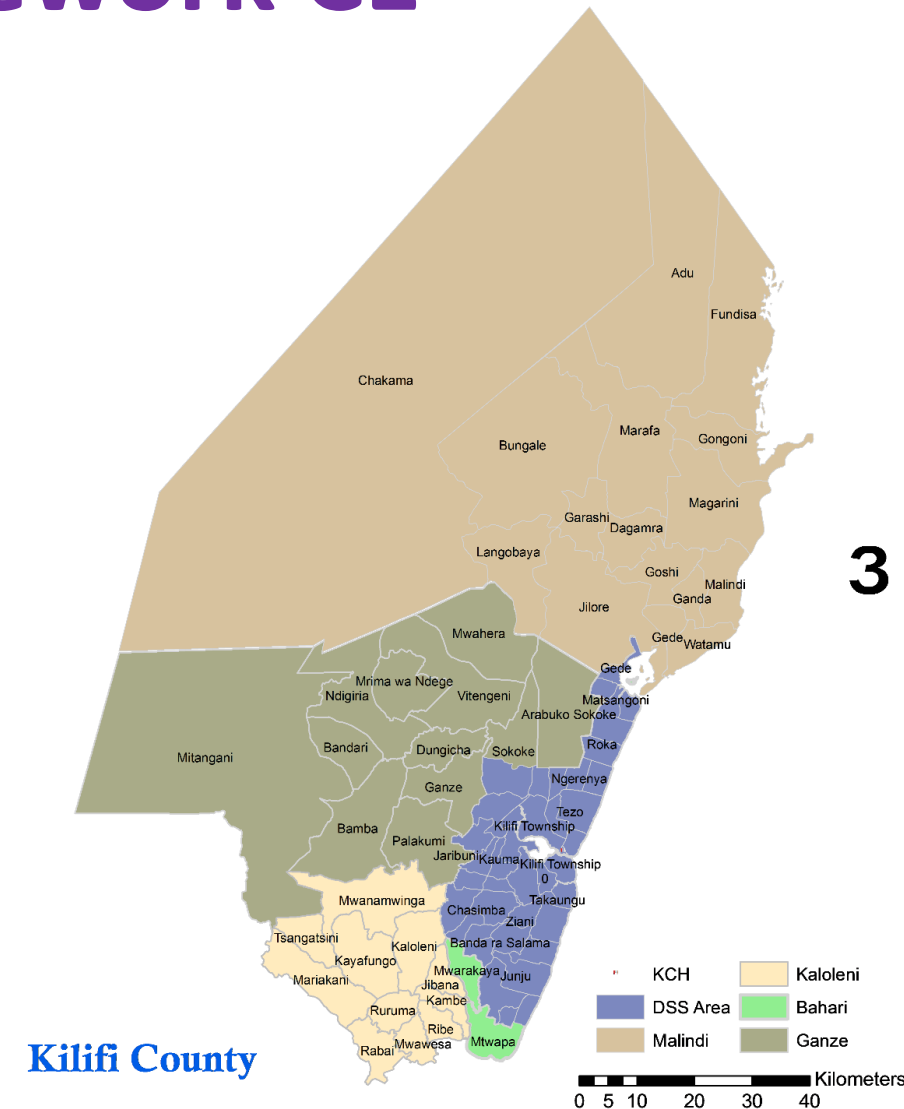 Adu
Fundisa
Chakama
Marafa
Gongoni
Bungale
Magarini
Garashi
Dagamra
Langobaya
Goshi
Malindi
Ganda
Jilore
Mwahera
Gede
Watamu
3
Gede
Mrima wa Ndege
Ndigiria
Vitengeni
Matsangoni
Arabuko Sokoke
Bandari
Dungicha
Sokoke
Roka
Mitangani
Ngerenya
Ganze
Tezo
Bamba
Kilifi Township
Palakumi
Jaribuni
Kauma
Kilifi Township
0
Mwanamwinga
Takaungu
Chasimba
Ziani
Tsangatsini
Kaloleni
Banda ra Salama
Kayafungo
Mwarakaya
Junju
Mariakani
Jibana
Kambe
Ruruma
Ribe
Mwawesa
Rabai
Mtwapa
KCH
Kaloleni
DSS Area
Bahari
Malindi
Ganze
Kilifi County
Kilometers
0 5 10 20 30 40